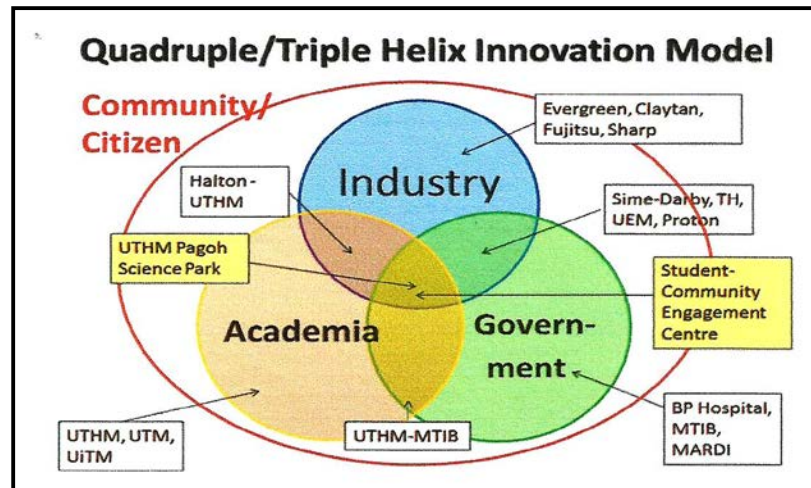 Quadruple/Triple Helix Innovation Model
Community/
Citizen
Evergreen, Claytan,
Fujitsu, Sharp
Industry
Halton -
UTHM
Sime-Darby, TH,
UEM, Proton
UTHM Pagoh
Science Park
Student-
Community
Engagement
Centre
Academia
Govern-
ment
UTHM, UTM,
UiTM
UTHM-MTIB
BP Hospital,
MTIB,
MARDI